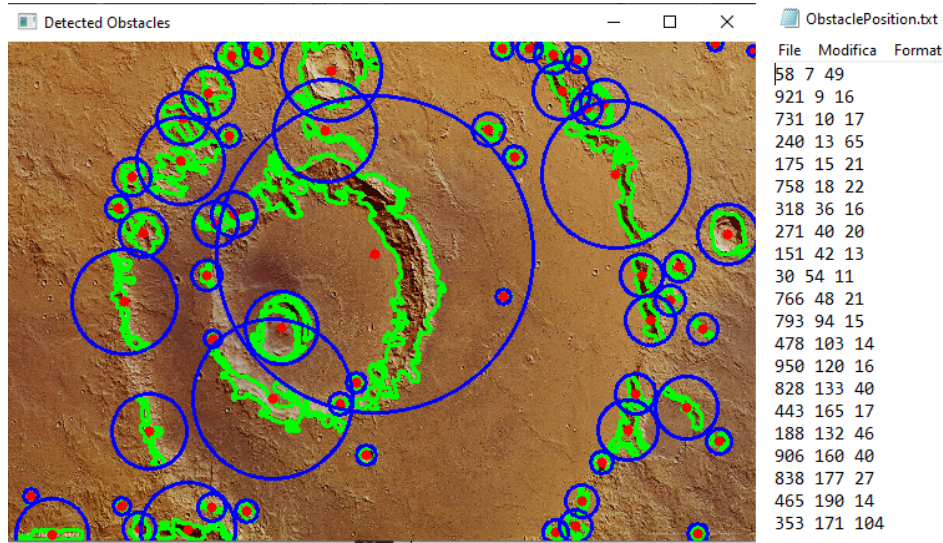 Detected Obstacles
ObstaclePosition.txt
File Modifica Format
58 7 49
921 9 16
731 10 17
240 13 65
175 15 21
758 18 22
318 36 16
271 40 20
151 42 13
30 54 11
766 48 21
793 94 15
478 103 14
950 120 16
828 133 40
443 165 17
188 132 46
906 160 40
838 177 27
465 190 14
353 171 104